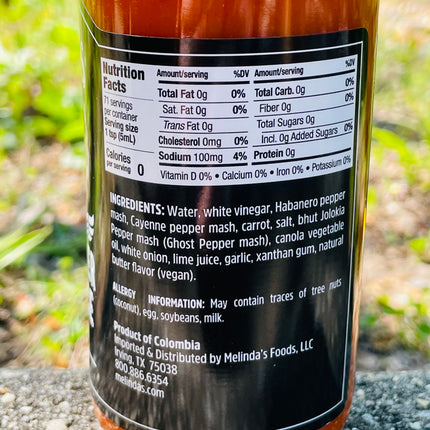 Nutrition
Facts
71 servings
per container
Serving size
1 tsp (5mL)
Calories
per serving 0
Amount/serving %DV
Total Fat 0g 0%
Sat. Fat 0g 0%
Trans Fat 0g
Cholesterol 0mg 0%
Sodium 100mg 4%
Amount/serving %DV
Total Carb. 0g 0%
Fiber 0g 0%
Total Sugars 0g
Incl. 0g Added Sugars 0%
Protein 0g
Vitamin D 0% • Calcium 0% • Iron 0% • Potassium 0%
INGREDIENTS: Water, white vinegar, Habanero pepper
mash, Cayenne pepper mash, carrot, salt, bhut Jolokia
Pepper mash (Ghost Pepper mash), canola vegetable
oil, white onion, lime juice, garlic, xanthan gum, natural
butter flavor (vegan).
ALLERGY INFORMATION: May contain traces of tree nuts
(coconut), egg, soybeans, milk.
Product of Colombia
Imported & Distributed by Melinda's Foods, LLC
Irving, TX 75038
800.886.6354
melindas.com